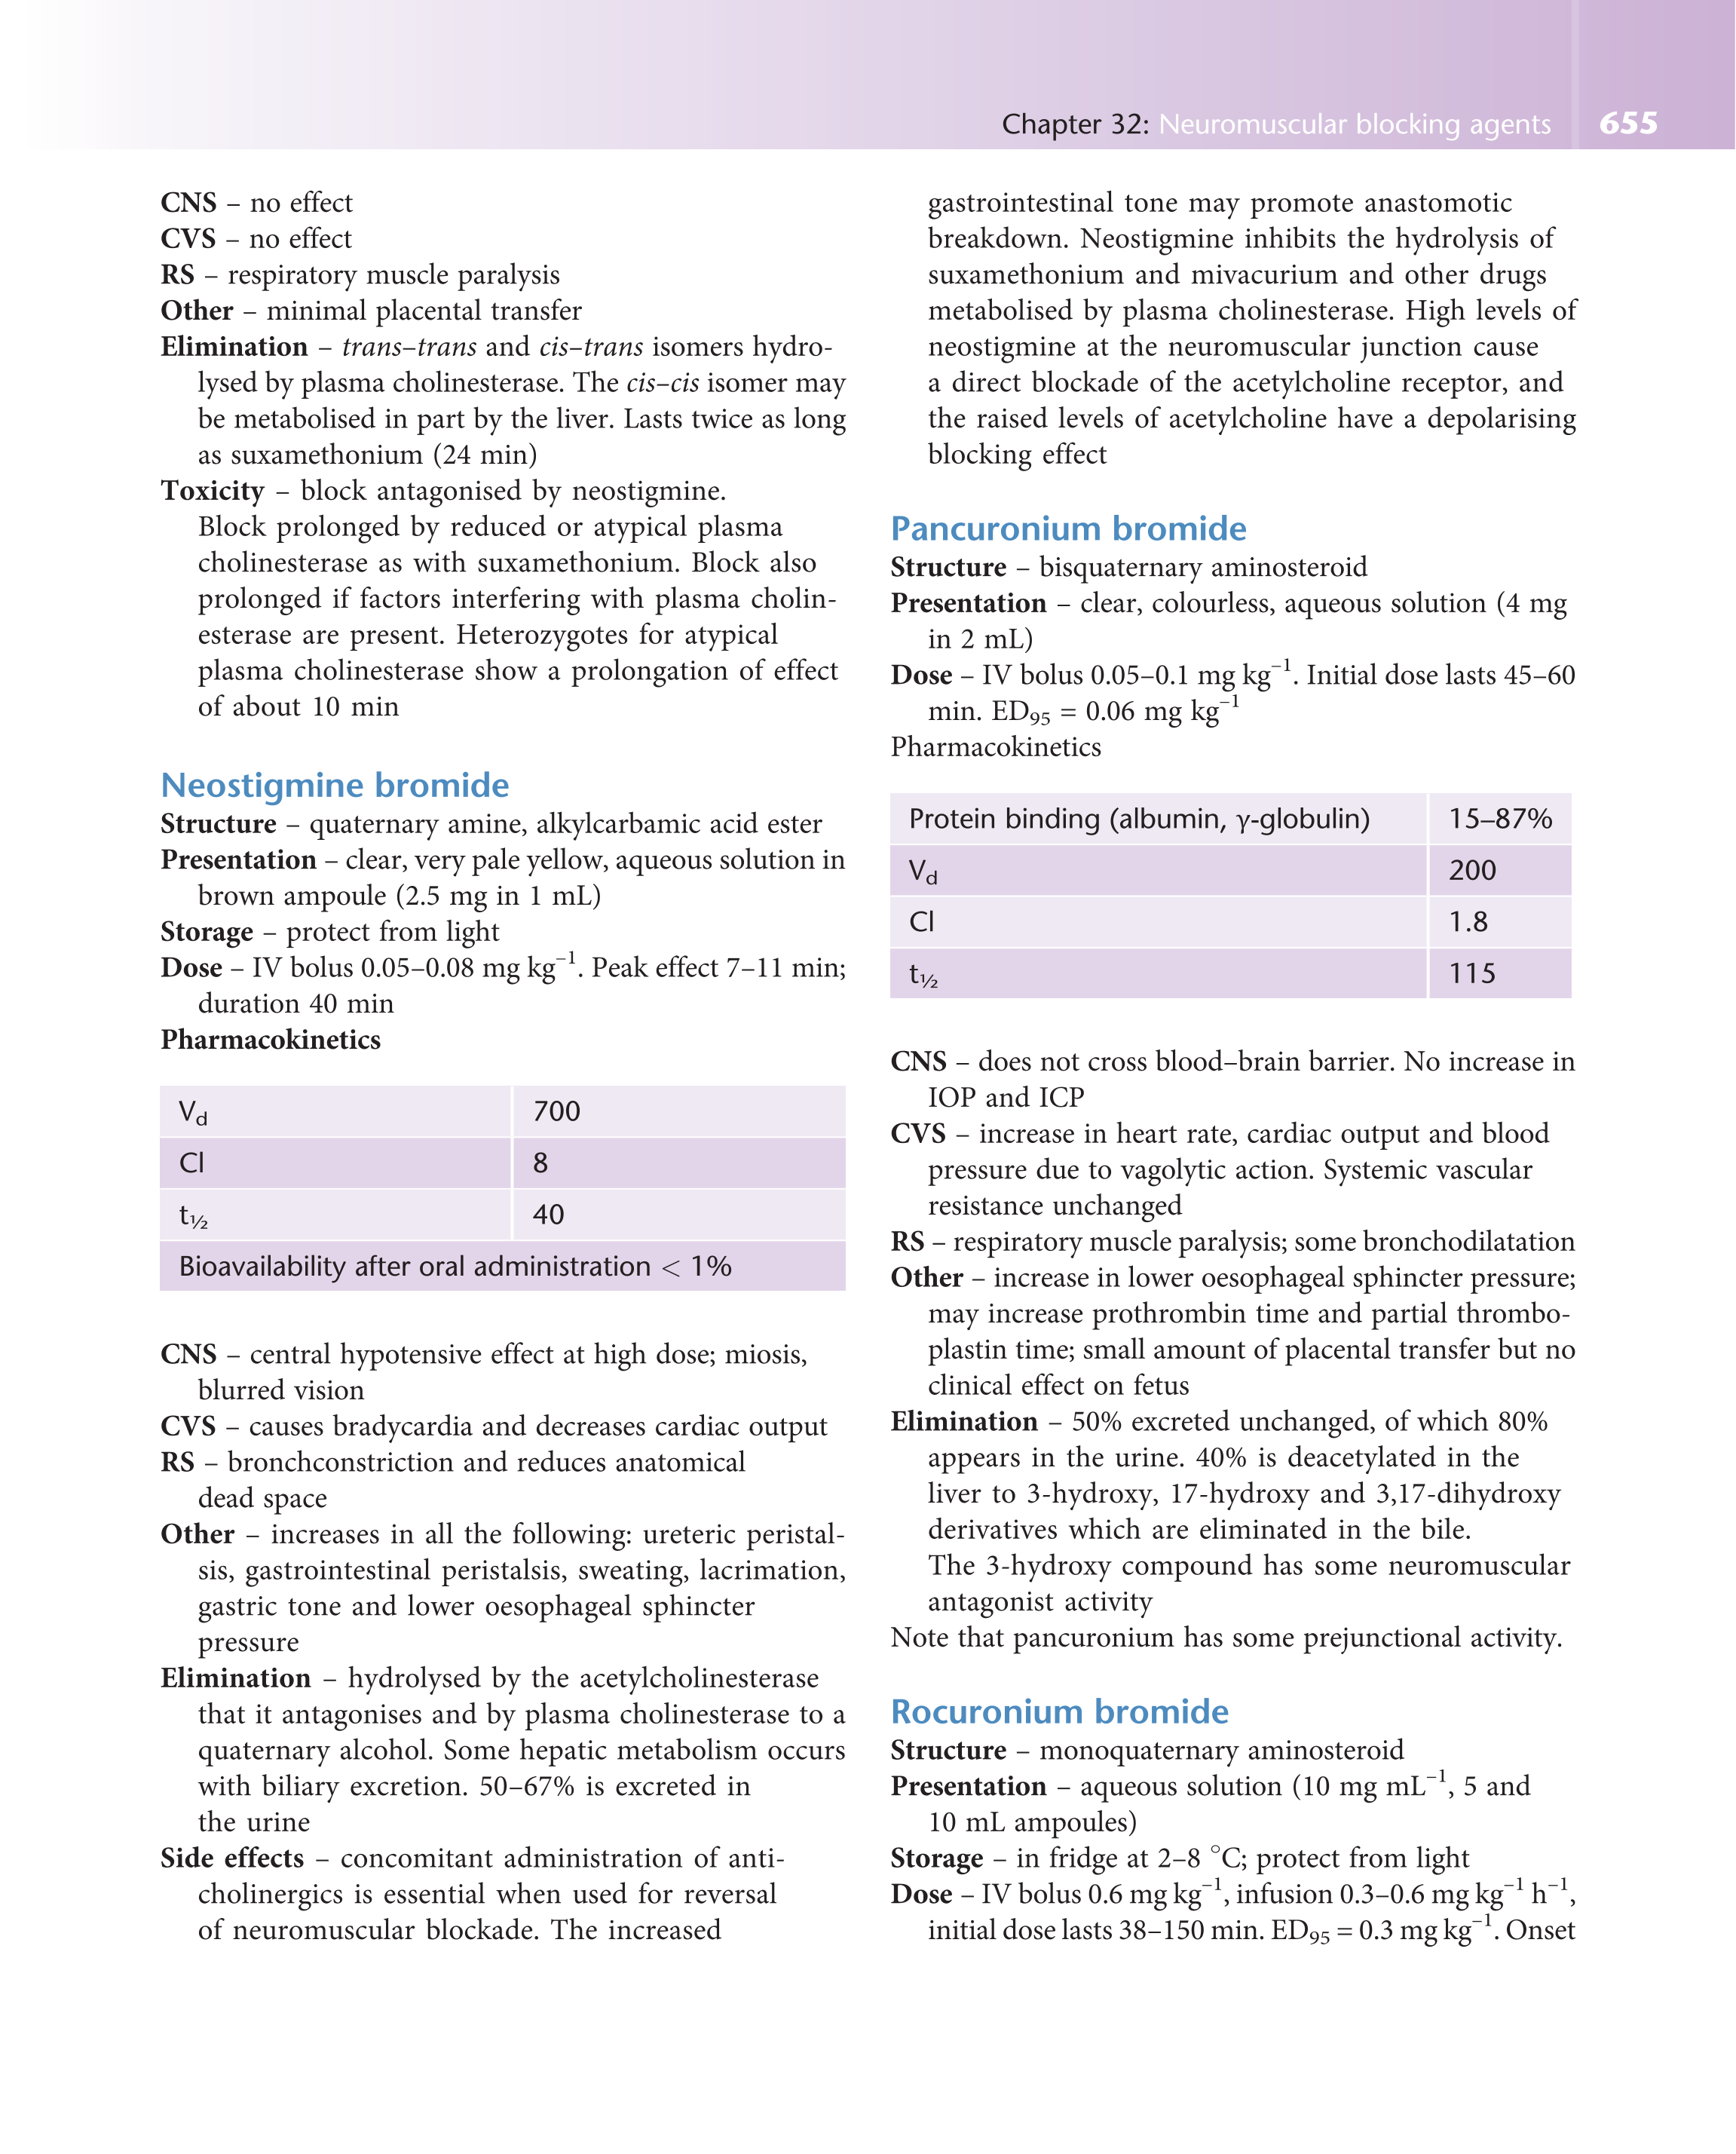 Chapter 32: Neuromuscular blocking agents 655
CNS – no effect
CVS – no effect
RS – respiratory muscle paralysis
Other – minimal placental transfer
Elimination – trans–trans and cis–trans isomers hydro-
lysed by plasma cholinesterase. The cis–cis isomer may
be metabolised in part by the liver. Lasts twice as long
as suxamethonium (24 min)
Toxicity – block antagonised by neostigmine.
Block prolonged by reduced or atypical plasma
cholinesterase as with suxamethonium. Block also
prolonged if factors interfering with plasma cholin-
esterase are present. Heterozygotes for atypical
plasma cholinesterase show a prolongation of effect
of about 10 min
Neostigmine bromide
Structure – quaternary amine, alkylcarbamic acid ester
Presentation – clear, very pale yellow, aqueous solution in
brown ampoule (2.5 mg in 1 mL)
Storage – protect from light
Dose – IV bolus 0.05–0.08 mg kg⁻¹. Peak effect 7–11 min;
duration 40 min
Pharmacokinetics
Vd 700
Cl 8
t½ 40
Bioavailability after oral administration < 1%
CNS – central hypotensive effect at high dose; miosis,
blurred vision
CVS – causes bradycardia and decreases cardiac output
RS – bronchconstriction and reduces anatomical
dead space
Other – increases in all the following: ureteric peristal-
sis, gastrointestinal peristalsis, sweating, lacrimation,
gastric tone and lower oesophageal sphincter
pressure
Elimination – hydrolysed by the acetylcholinesterase
that it antagonises and by plasma cholinesterase to a
quaternary alcohol. Some hepatic metabolism occurs
with biliary excretion. 50–67% is excreted in
the urine
Side effects – concomitant administration of anti-
cholinergics is essential when used for reversal
of neuromuscular blockade. The increased
gastrointestinal tone may promote anastomotic
breakdown. Neostigmine inhibits the hydrolysis of
suxamethonium and mivacurium and other drugs
metabolised by plasma cholinesterase. High levels of
neostigmine at the neuromuscular junction cause
a direct blockade of the acetylcholine receptor, and
the raised levels of acetylcholine have a depolarising
blocking effect
Pancuronium bromide
Structure – bisquaternary aminosteroid
Presentation – clear, colourless, aqueous solution (4 mg
in 2 mL)
Dose – IV bolus 0.05–0.1 mg kg⁻¹. Initial dose lasts 45–60
min. ED₉₅ = 0.06 mg kg⁻¹
Pharmacokinetics
Protein binding (albumin, γ-globulin) 15–87%
Vd 200
Cl 1.8
t½ 115
CNS – does not cross blood–brain barrier. No increase in
IOP and ICP
CVS – increase in heart rate, cardiac output and blood
pressure due to vagolytic action. Systemic vascular
resistance unchanged
RS – respiratory muscle paralysis; some bronchodilatation
Other – increase in lower oesophageal sphincter pressure;
may increase prothrombin time and partial thrombo-
plastin time; small amount of placental transfer but no
clinical effect on fetus
Elimination – 50% excreted unchanged, of which 80%
appears in the urine. 40% is deacetylated in the
liver to 3-hydroxy, 17-hydroxy and 3,17-dihydroxy
derivatives which are eliminated in the bile.
The 3-hydroxy compound has some neuromuscular
antagonist activity
Note that pancuronium has some prejunctional activity.
Rocuronium bromide
Structure – monoquaternary aminosteroid
Presentation – aqueous solution (10 mg mL⁻¹, 5 and
10 mL ampoules)
Storage – in fridge at 2–8 °C; protect from light
Dose – IV bolus 0.6 mg kg⁻¹, infusion 0.3–0.6 mg kg⁻¹ h⁻¹,
initial dose lasts 38–150 min. ED₉₅ = 0.3 mg kg⁻¹. Onset